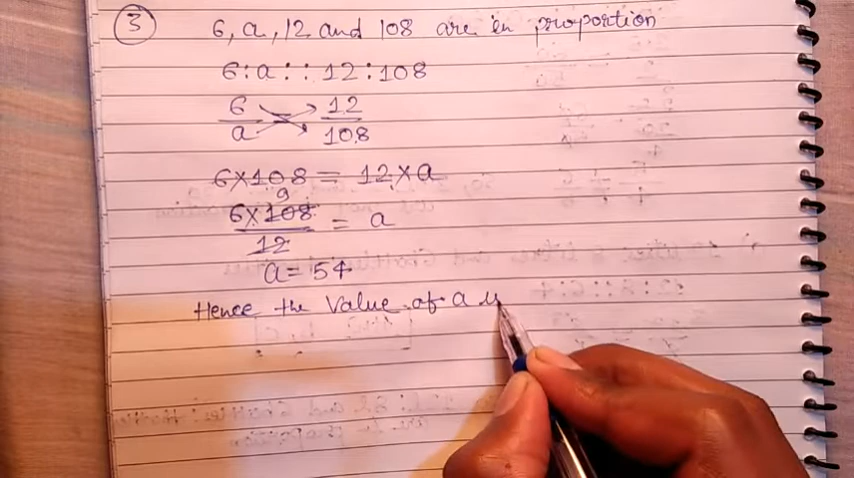 3 6, a, 12 and 108 are in proportion
6 : a : : 12 : 108
6/a = 12/108
6×108 = 12×a
9
6×108/12 = a
a = 54
Hence the Value of a is